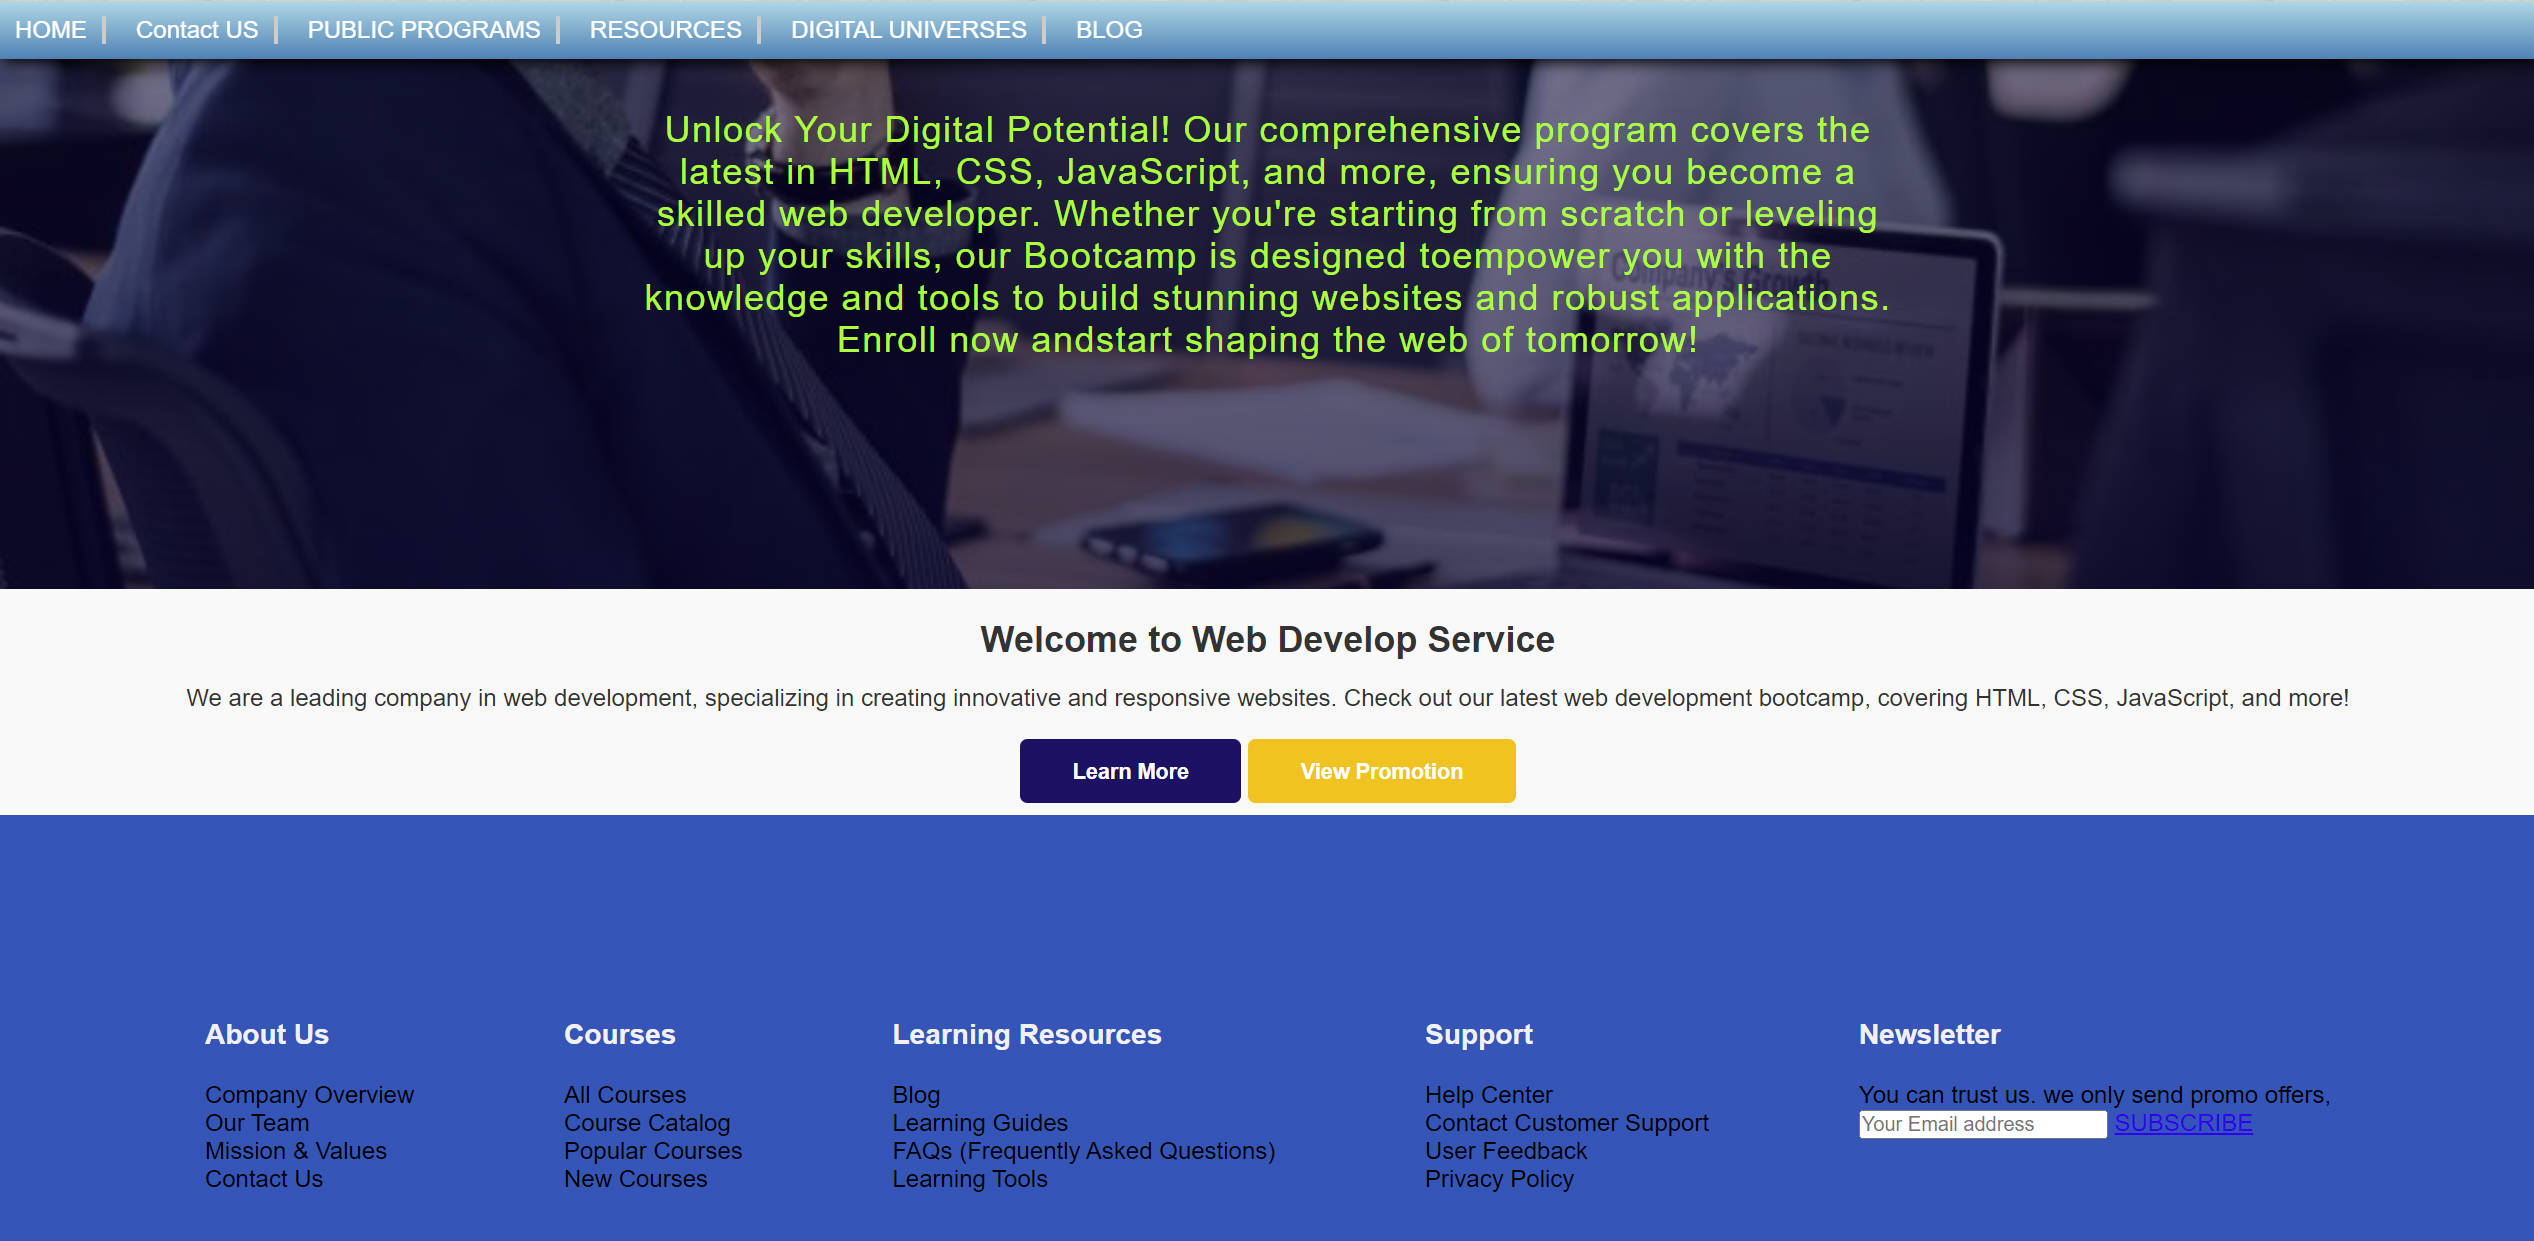 HOME Contact US PUBLIC PROGRAMS RESOURCES DIGITAL UNIVERSES BLOG
Unlock Your Digital Potential! Our comprehensive program covers the
latest in HTML, CSS, JavaScript, and more, ensuring you become a
skilled web developer. Whether you're starting from scratch or leveling
up your skills, our Bootcamp is designed toempower you with the
knowledge and tools to build stunning websites and robust applications.
Enroll now andstart shaping the web of tomorrow!
Company's Growth
Welcome to Web Develop Service
We are a leading company in web development, specializing in creating innovative and responsive websites. Check out our latest web development bootcamp, covering HTML, CSS, JavaScript, and more!
Learn More View Promotion
About Us
Company Overview
Our Team
Mission & Values
Contact Us
Courses
All Courses
Course Catalog
Popular Courses
New Courses
Learning Resources
Blog
Learning Guides
FAQs (Frequently Asked Questions)
Learning Tools
Support
Help Center
Contact Customer Support
User Feedback
Privacy Policy
Newsletter
You can trust us. we only send promo offers,
Your Email address SUBSCRIBE